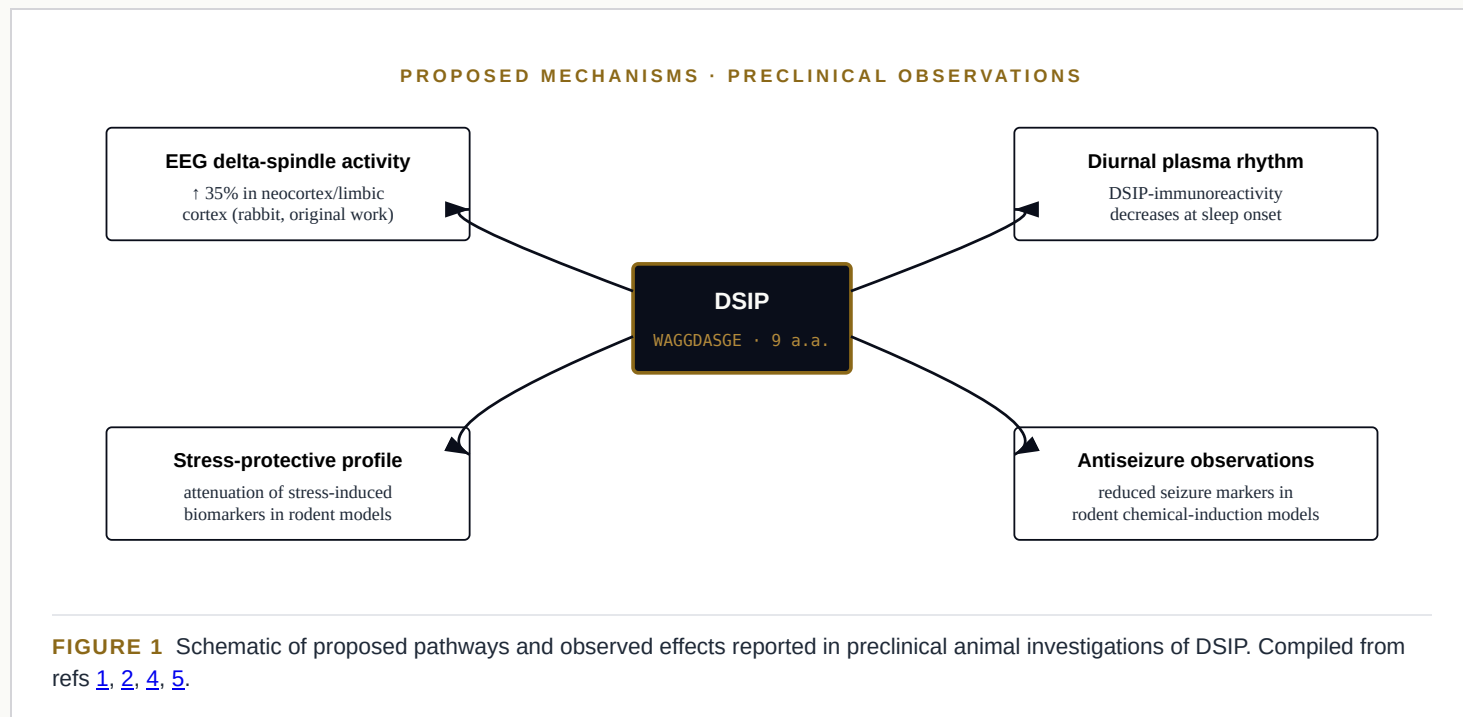 PROPOSED MECHANISMS · PRECLINICAL OBSERVATIONS
EEG delta-spindle activity
↑ 35% in neocortex/limbic
cortex (rabbit, original work)
Diurnal plasma rhythm
DSIP-immunoreactivity
decreases at sleep onset
DSIP
WAGGDASGE · 9 a.a.
Stress-protective profile
attenuation of stress-induced
biomarkers in rodent models
Antiseizure observations
reduced seizure markers in
rodent chemical-induction models
FIGURE 1 Schematic of proposed pathways and observed effects reported in preclinical animal investigations of DSIP. Compiled from
refs 1, 2, 4, 5.